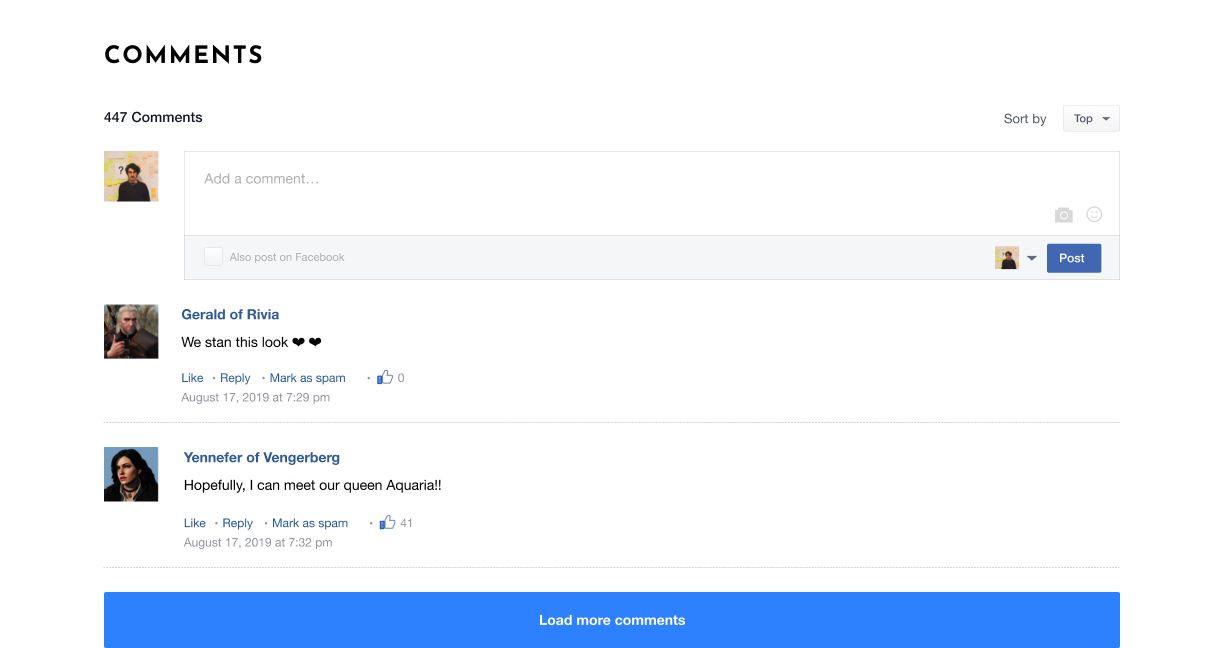 COMMENTS
447 Comments
Sort by Top
Add a comment…
Also post on Facebook
Post
Gerald of Rivia
We stan this look ❤ ❤
Like · Reply · Mark as spam · 0
August 17, 2019 at 7:29 pm
Yennefer of Vengerberg
Hopefully, I can meet our queen Aquaria!!
Like · Reply · Mark as spam · 41
August 17, 2019 at 7:32 pm
Load more comments